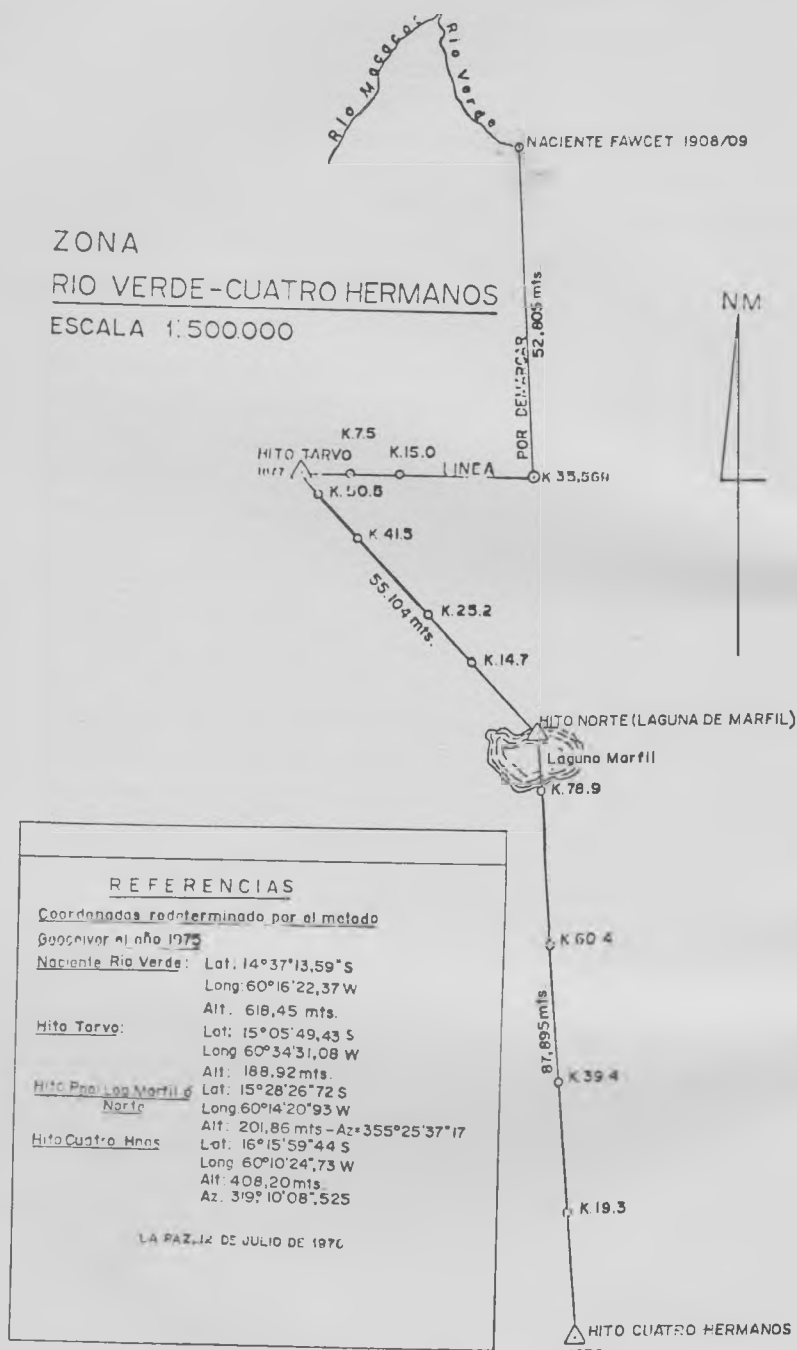 Rio Macacos
Rio Verde
NACIENTE FAWCET 1908/09
ZONA
RIO VERDE-CUATRO HERMANOS
ESCALA 1:500.000
NM
52,805 mts.
POR DEMARCAR
K.7.5
HITO TARVO
K.15.0
LINEA
K.50.5
K.41.5
55.104 mts.
K.25.2
K.14.7
HITO NORTE (LAGUNA DE MARFIL)
Laguna Marfil
K.78.9
K.60.4
87,895 mts.
K.39.4
K.19.3
HITO CUATRO HERMANOS
REFERENCIAS
Coordenadas redeterminado por el metodo
Geoceiver el año 1975
Naciente Rio Verde: Lat: 14°37'13,59" S
Long: 60°16'22,37 W
Alt. 618,45 mts.
Hito Tarvo: Lat: 15°05'49,43 S
Long 60°34'31,08 W
Alt: 188,92 mts.
Lat: 15°28'26"72 S
Norte Long. 60°14'20"93 W
Alt: 201,86 mts - Az=355°25'37"17
Hito Cuatro Hnos Lat: 16°15'59"44 S
Long 60°10'24",73 W
Alt: 408,20 mts.
Az. 319° 10'08",525
LA PAZ, 12 DE JULIO DE 1976